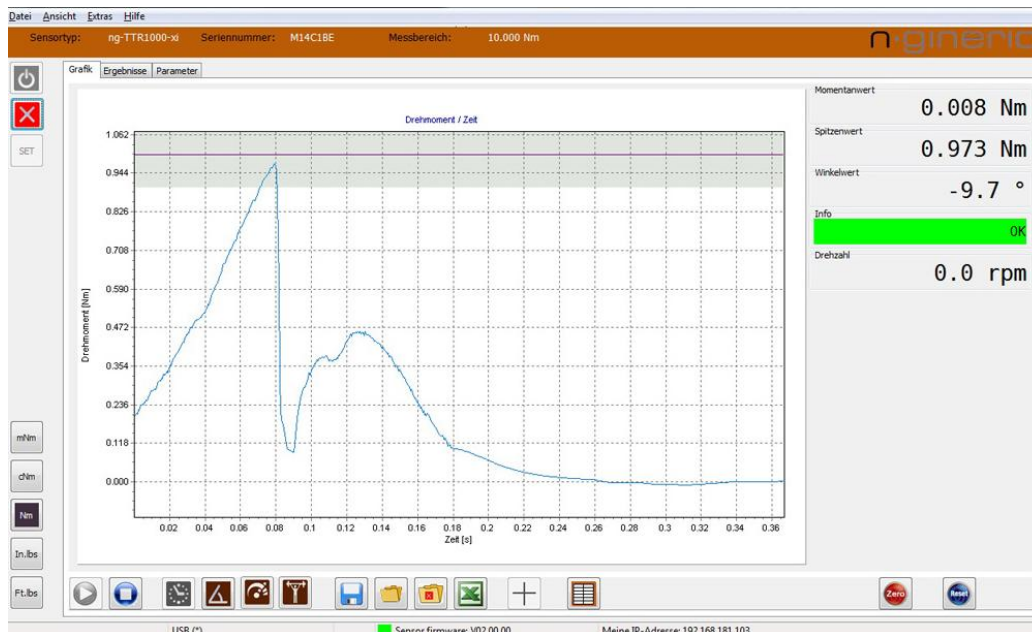 Datei Ansicht Extras Hilfe
Sensortyp: ng-TTR1000-xi Seriennummer: M14C1BE Messbereich: 10.000 Nm
n-gineric
Grafik Ergebnisse Parameter
SET
mNm
cNm
Nm
In.lbs
Ft.lbs
Drehmoment / Zeit
Drehmoment [Nm]
1.062
0.944
0.826
0.708
0.590
0.472
0.354
0.236
0.118
0.000
0.02 0.04 0.06 0.08 0.1 0.12 0.14 0.16 0.18 0.2 0.22 0.24 0.26 0.28 0.3 0.32 0.34 0.36
Zeit [s]
Momentanwert
0.008 Nm
Spitzenwert
0.973 Nm
Winkelwert
-9.7 °
Info
OK
Drehzahl
0.0 rpm
Zero Reset
USB (*) Sensor firmware: V02.00.00 Meine IP-Adresse: 192.168.181.103